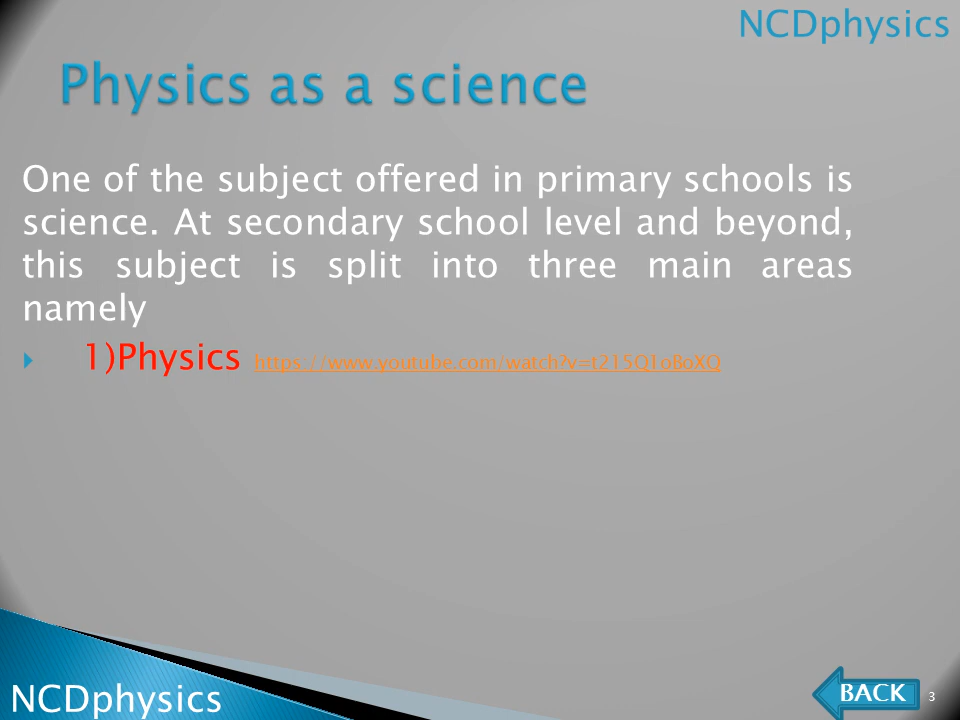 NCDphysics
Physics as a science
One of the subject offered in primary schools is
science. At secondary school level and beyond,
this subject is split into three main areas
namely
1)Physics https://www.youtube.com/watch?v=t215Q1oBoXQ
NCDphysics
BACK
3